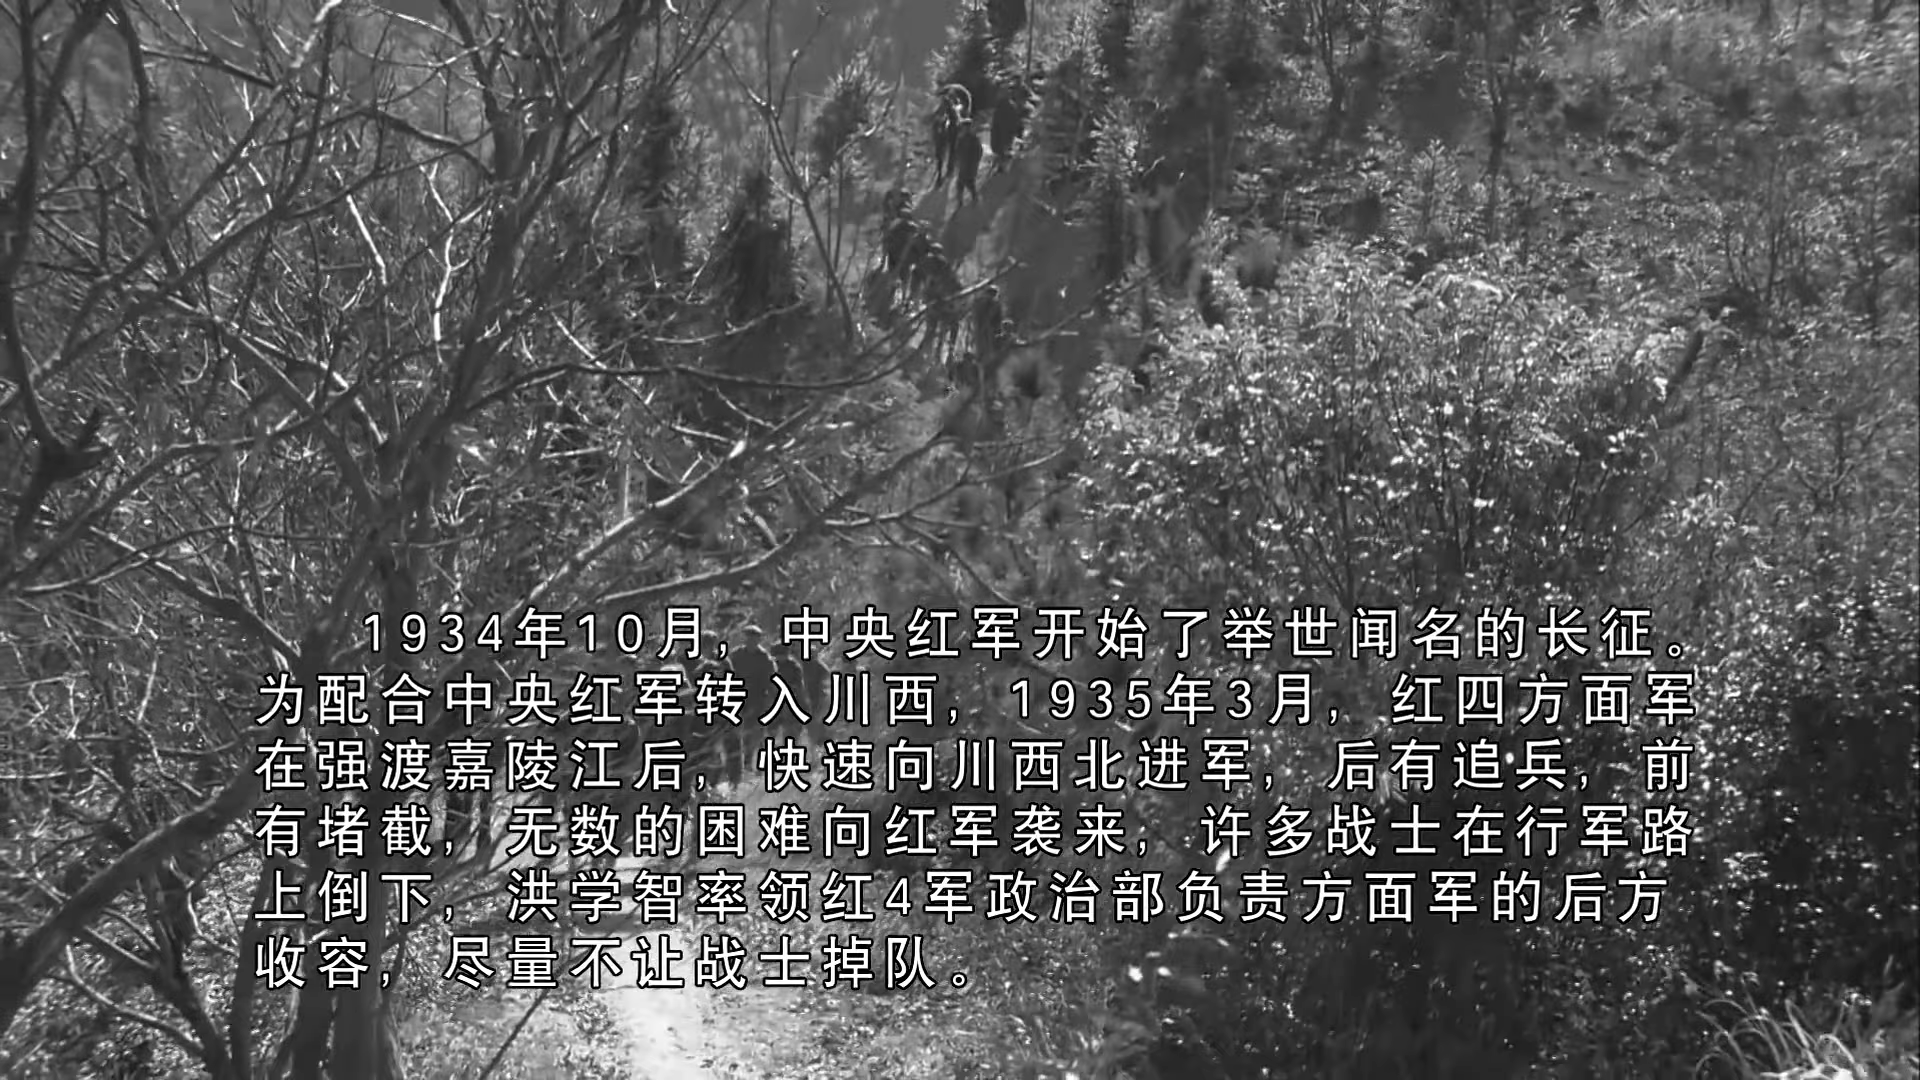 1934年10月，中央红军开始了举世闻名的长征。
为配合中央红军转入川西，1935年3月，红四方面军
在强渡嘉陵江后，快速向川西北进军，后有追兵，前
有堵截，无数的困难向红军袭来，许多战士在行军路
上倒下，洪学智率领红4军政治部负责方面军的后方
收容，尽量不让战士掉队。